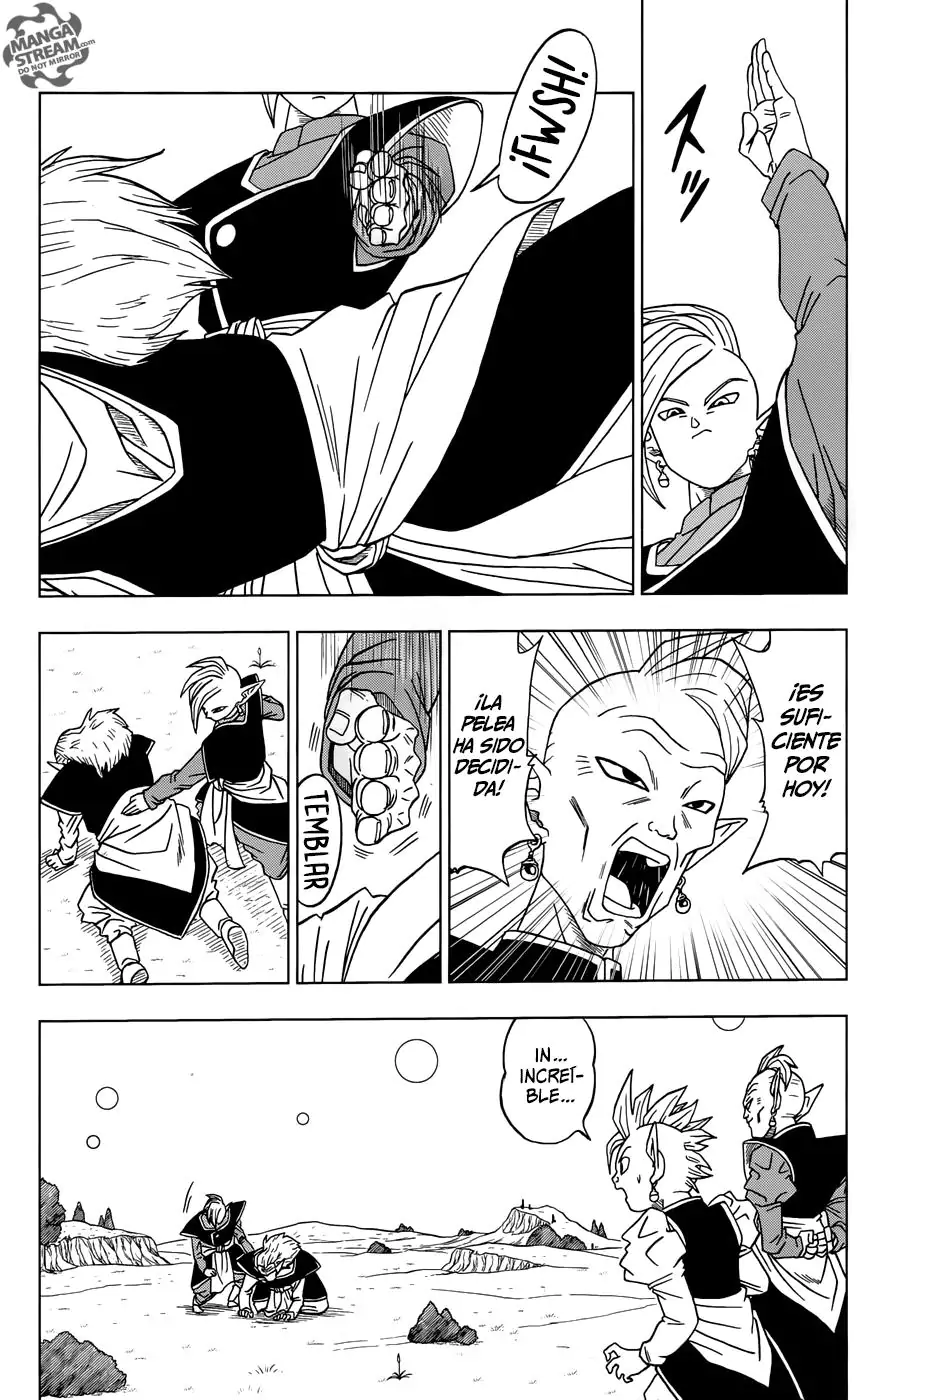 MANGA
STREAM.com
DO NOT MIRROR
スッ
¡FWSH!
¡ES
SUFI-
CIENTE
POR
HOY!
¡LA
PELEA
HA SIDO
DECIDI-
DA!
TEMBLAR
IN...
INCREÍ-
BLE...